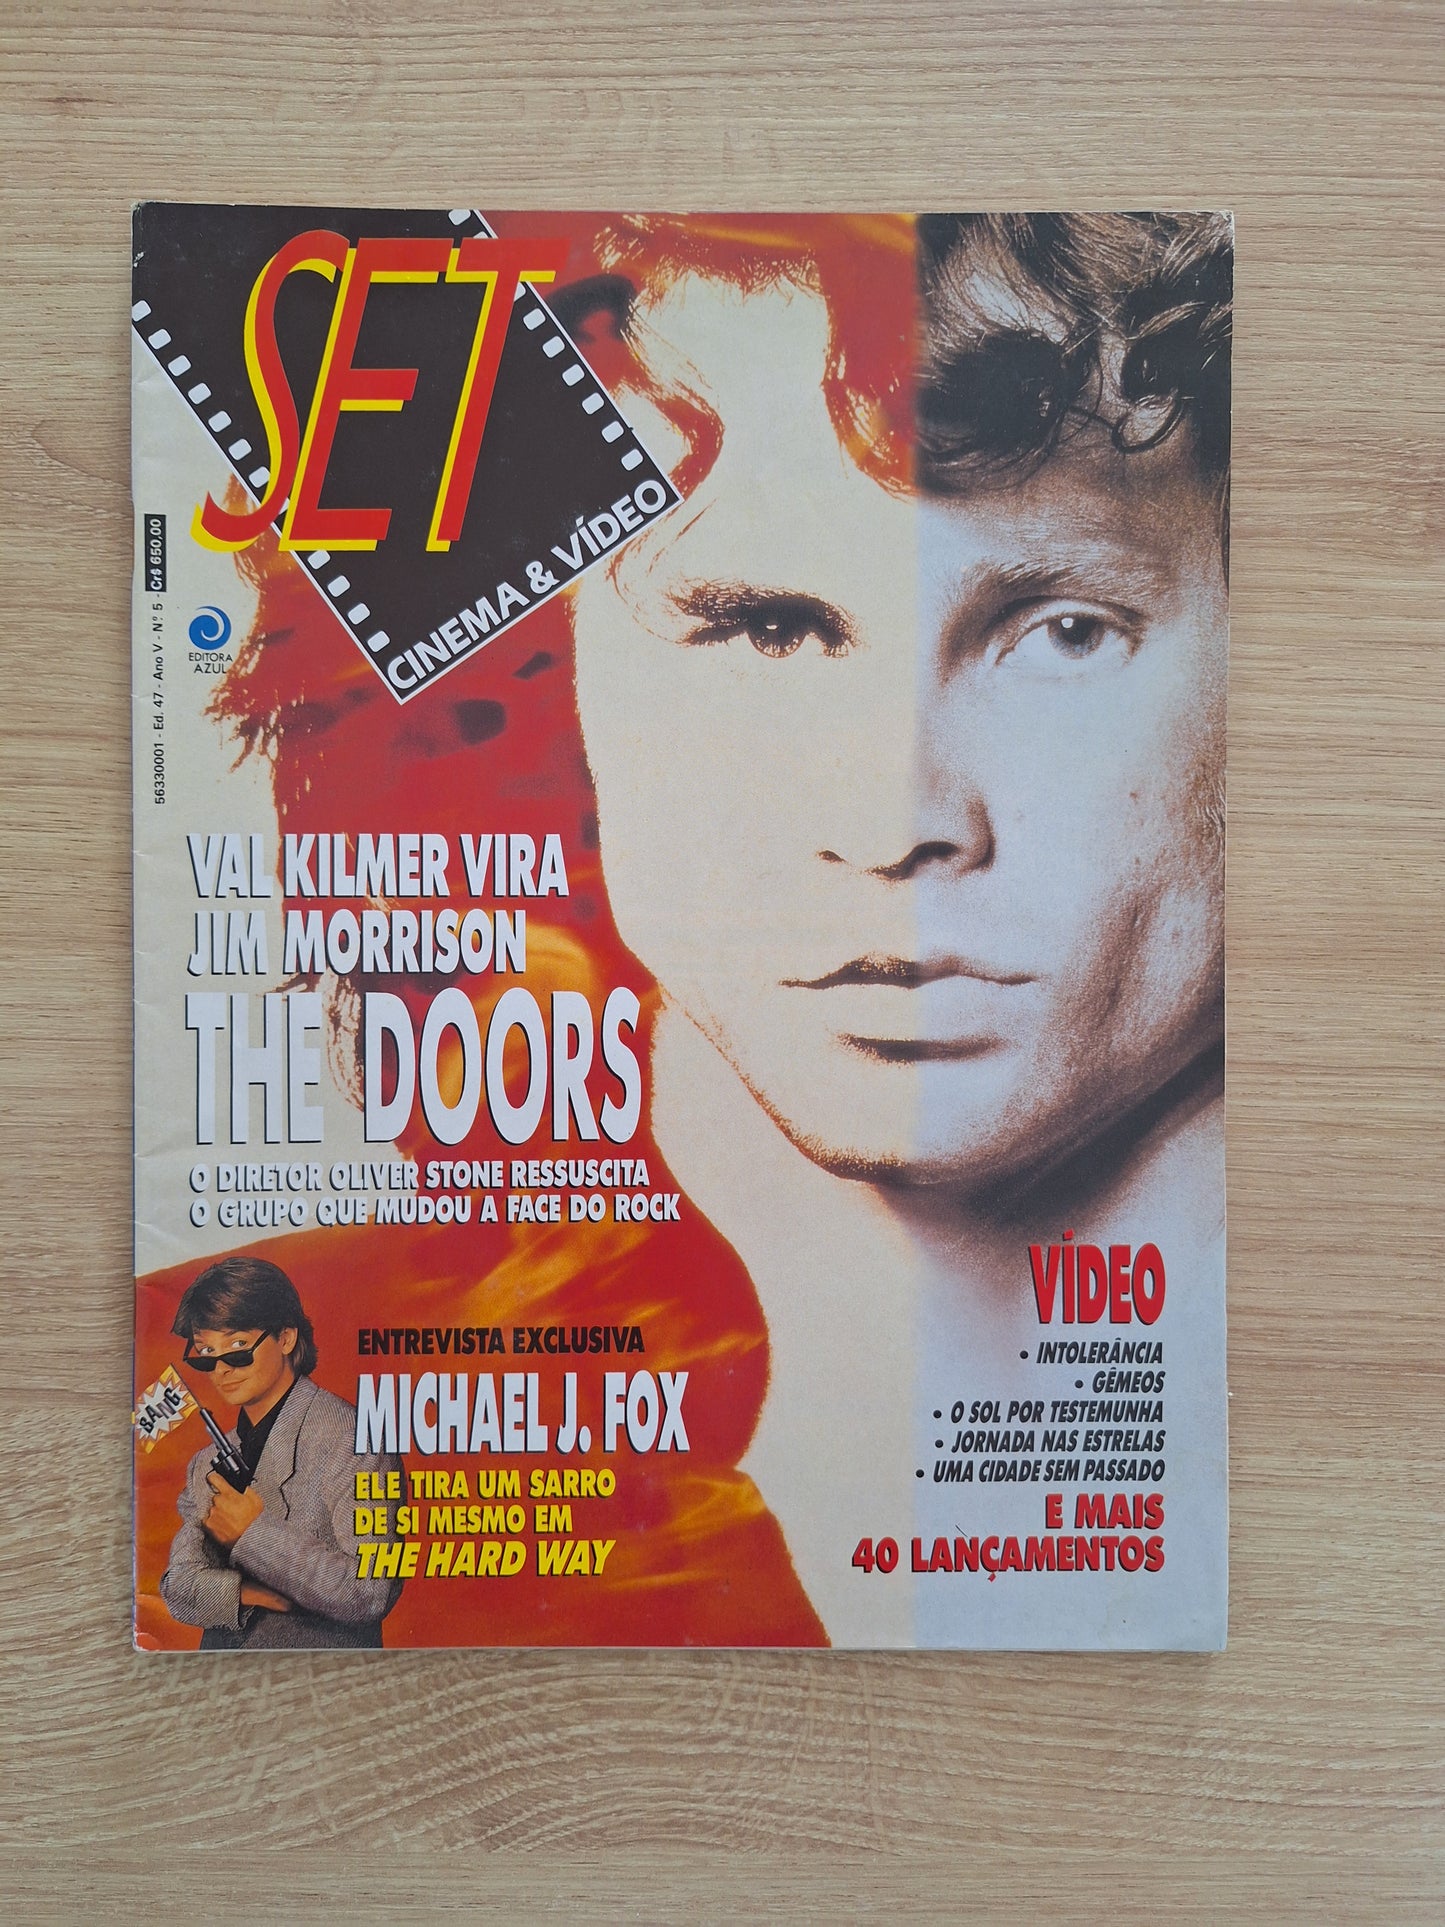 SET
CINEMA & VÍDEO
56330001 - Ed. 47 - Ano V - N.º 5 - Cr$ 650,00
EDITORA
AZUL
VAL KILMER VIRA
JIM MORRISON
THE DOORS
O DIRETOR OLIVER STONE RESSUSCITA
O GRUPO QUE MUDOU A FACE DO ROCK
BANG
ENTREVISTA EXCLUSIVA
MICHAEL J. FOX
ELE TIRA UM SARRO
DE SI MESMO EM
THE HARD WAY
VÍDEO
• INTOLERÂNCIA
• GÊMEOS
• O SOL POR TESTEMUNHA
• JORNADA NAS ESTRELAS
• UMA CIDADE SEM PASSADO
E MAIS
40 LANÇAMENTOS